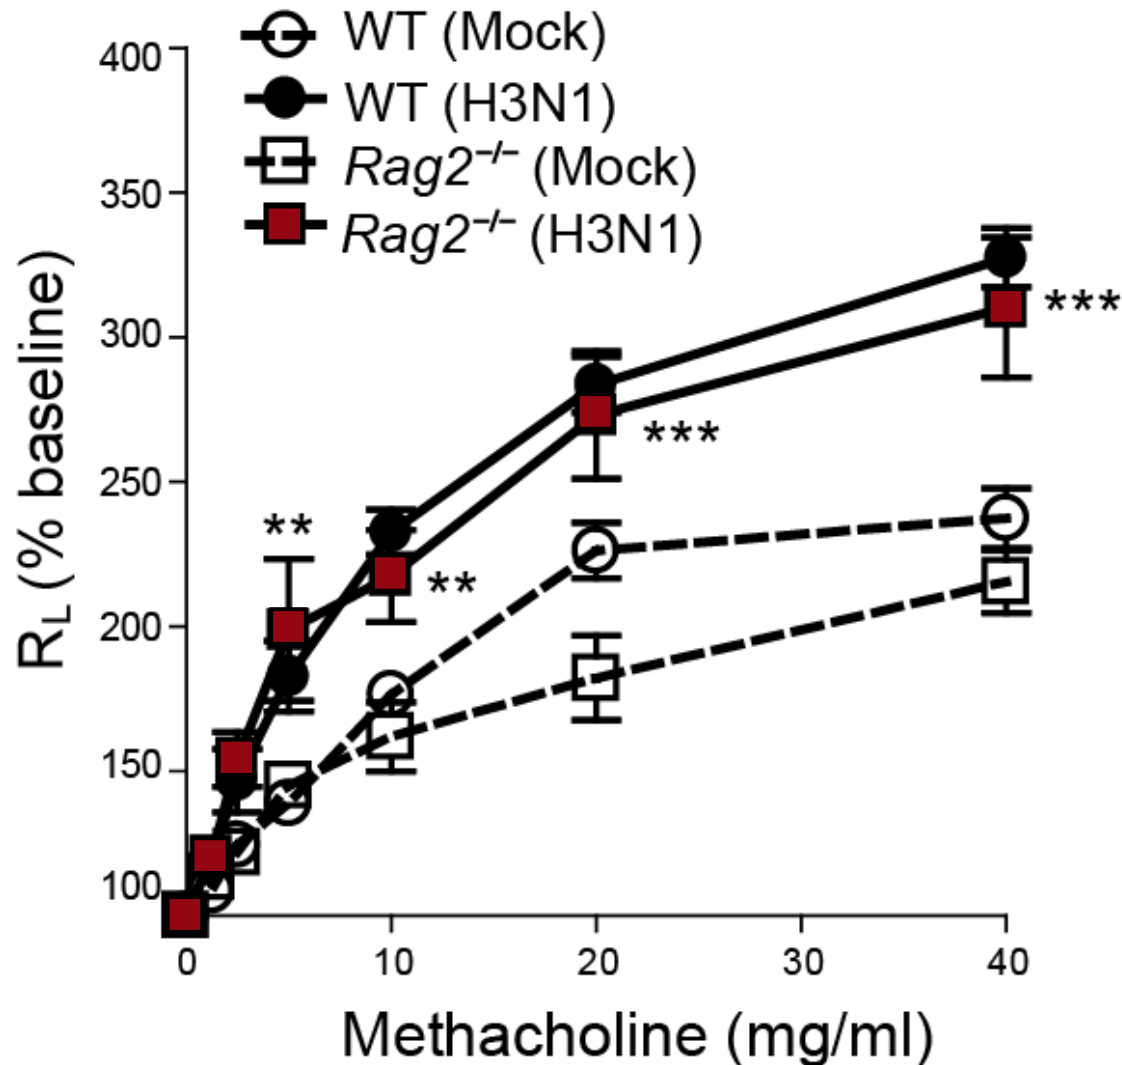 WT (Mock)
WT (H3N1)
Rag2⁻/⁻ (Mock)
Rag2⁻/⁻ (H3N1)
400
350
300
250
200
150
100
R_L (% baseline)
**
**
***
***
0 10 20 30 40
Methacholine (mg/ml)